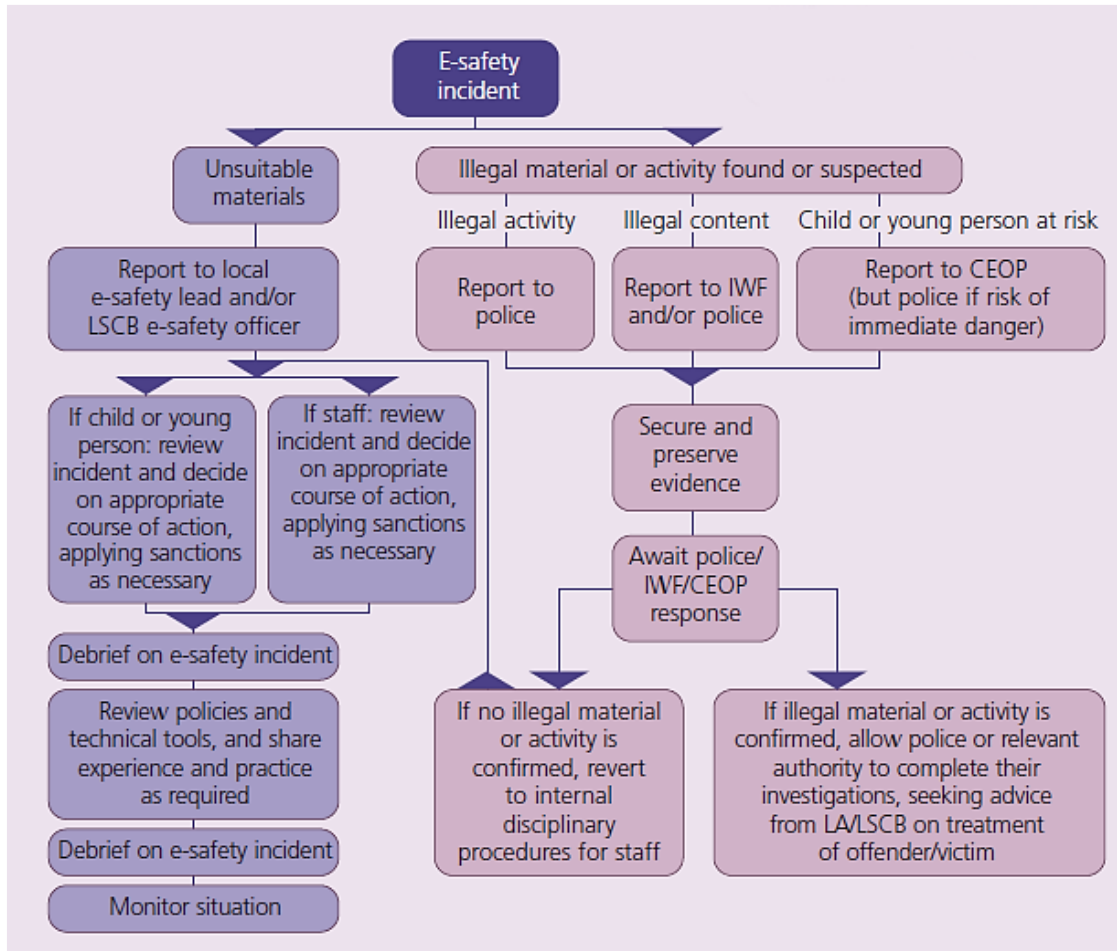 E-safety
incident
Unsuitable
materials
Illegal material or activity found or suspected
Illegal activity
Illegal content
Child or young person at risk
Report to local
e-safety lead and/or
LSCB e-safety officer
Report to
police
Report to IWF
and/or police
Report to CEOP
(but police if risk of
immediate danger)
If child or young
person: review
incident and decide
on appropriate
course of action,
applying sanctions
as necessary
If staff: review
incident and decide
on appropriate
course of action,
applying sanctions
as necessary
Secure and
preserve
evidence
Await police/
IWF/CEOP
response
Debrief on e-safety incident
Review policies and
technical tools, and share
experience and practice
as required
Debrief on e-safety incident
Monitor situation
If no illegal material
or activity is
confirmed, revert
to internal
disciplinary
procedures for staff
If illegal material or activity is
confirmed, allow police or relevant
authority to complete their
investigations, seeking advice
from LA/LSCB on treatment
of offender/victim